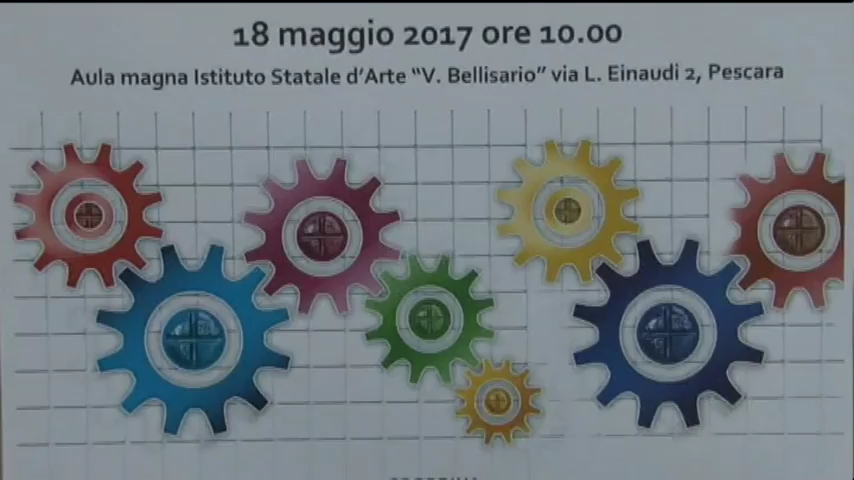 18 maggio 2017 ore 10.00
Aula magna Istituto Statale d'Arte "V. Bellisario" via L. Einaudi 2, Pescara